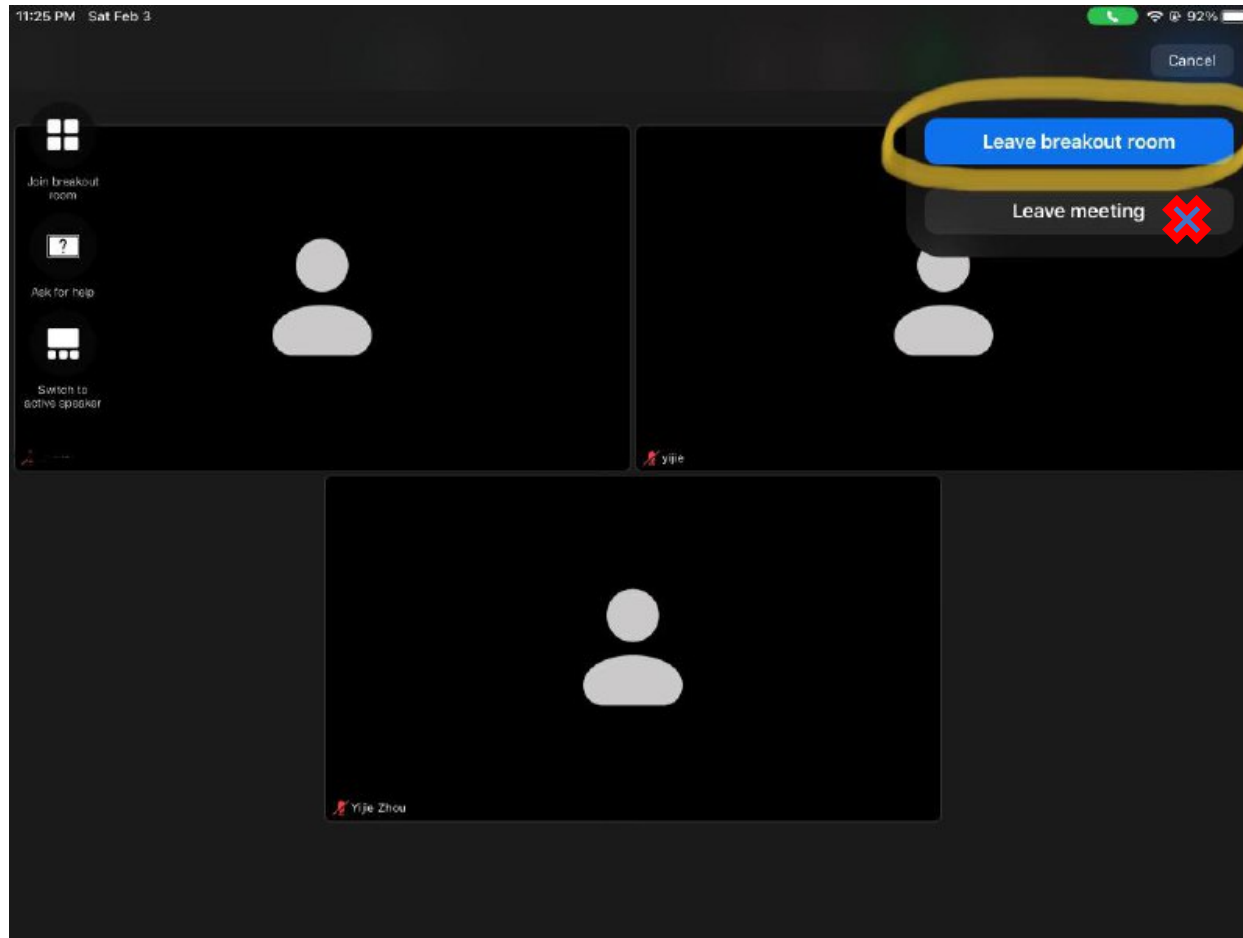 11:25 PM Sat Feb 3
92%
Cancel
Leave breakout room
Leave meeting
Join breakout
room
?
Ask for help
Switch to
active speaker
yijie
Yijie Zhou